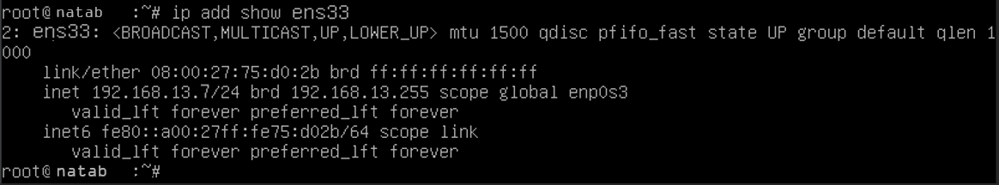 root@natab :~# ip add show ens33
2: ens33: <BROADCAST,MULTICAST,UP,LOWER_UP> mtu 1500 qdisc pfifo_fast state UP group default qlen 1
000
link/ether 08:00:27:75:d0:2b brd ff:ff:ff:ff:ff:ff
inet 192.168.13.7/24 brd 192.168.13.255 scope global enp0s3
valid_lft forever preferred_lft forever
inet6 fe80::a00:27ff:fe75:d02b/64 scope link
valid_lft forever preferred_lft forever
root@natab :~#